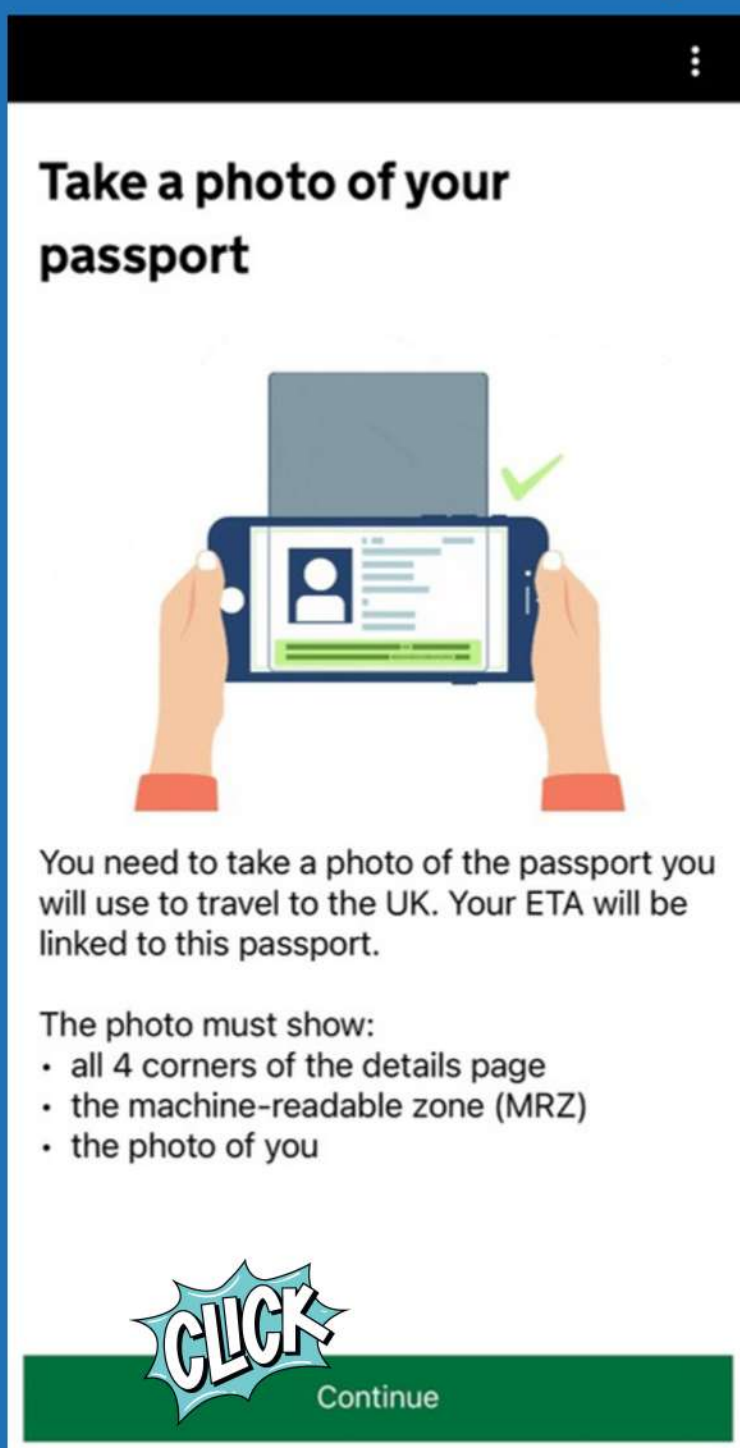 Take a photo of your
passport
You need to take a photo of the passport you
will use to travel to the UK. Your ETA will be
linked to this passport.
The photo must show:
• all 4 corners of the details page
• the machine-readable zone (MRZ)
• the photo of you
CLICK
Continue